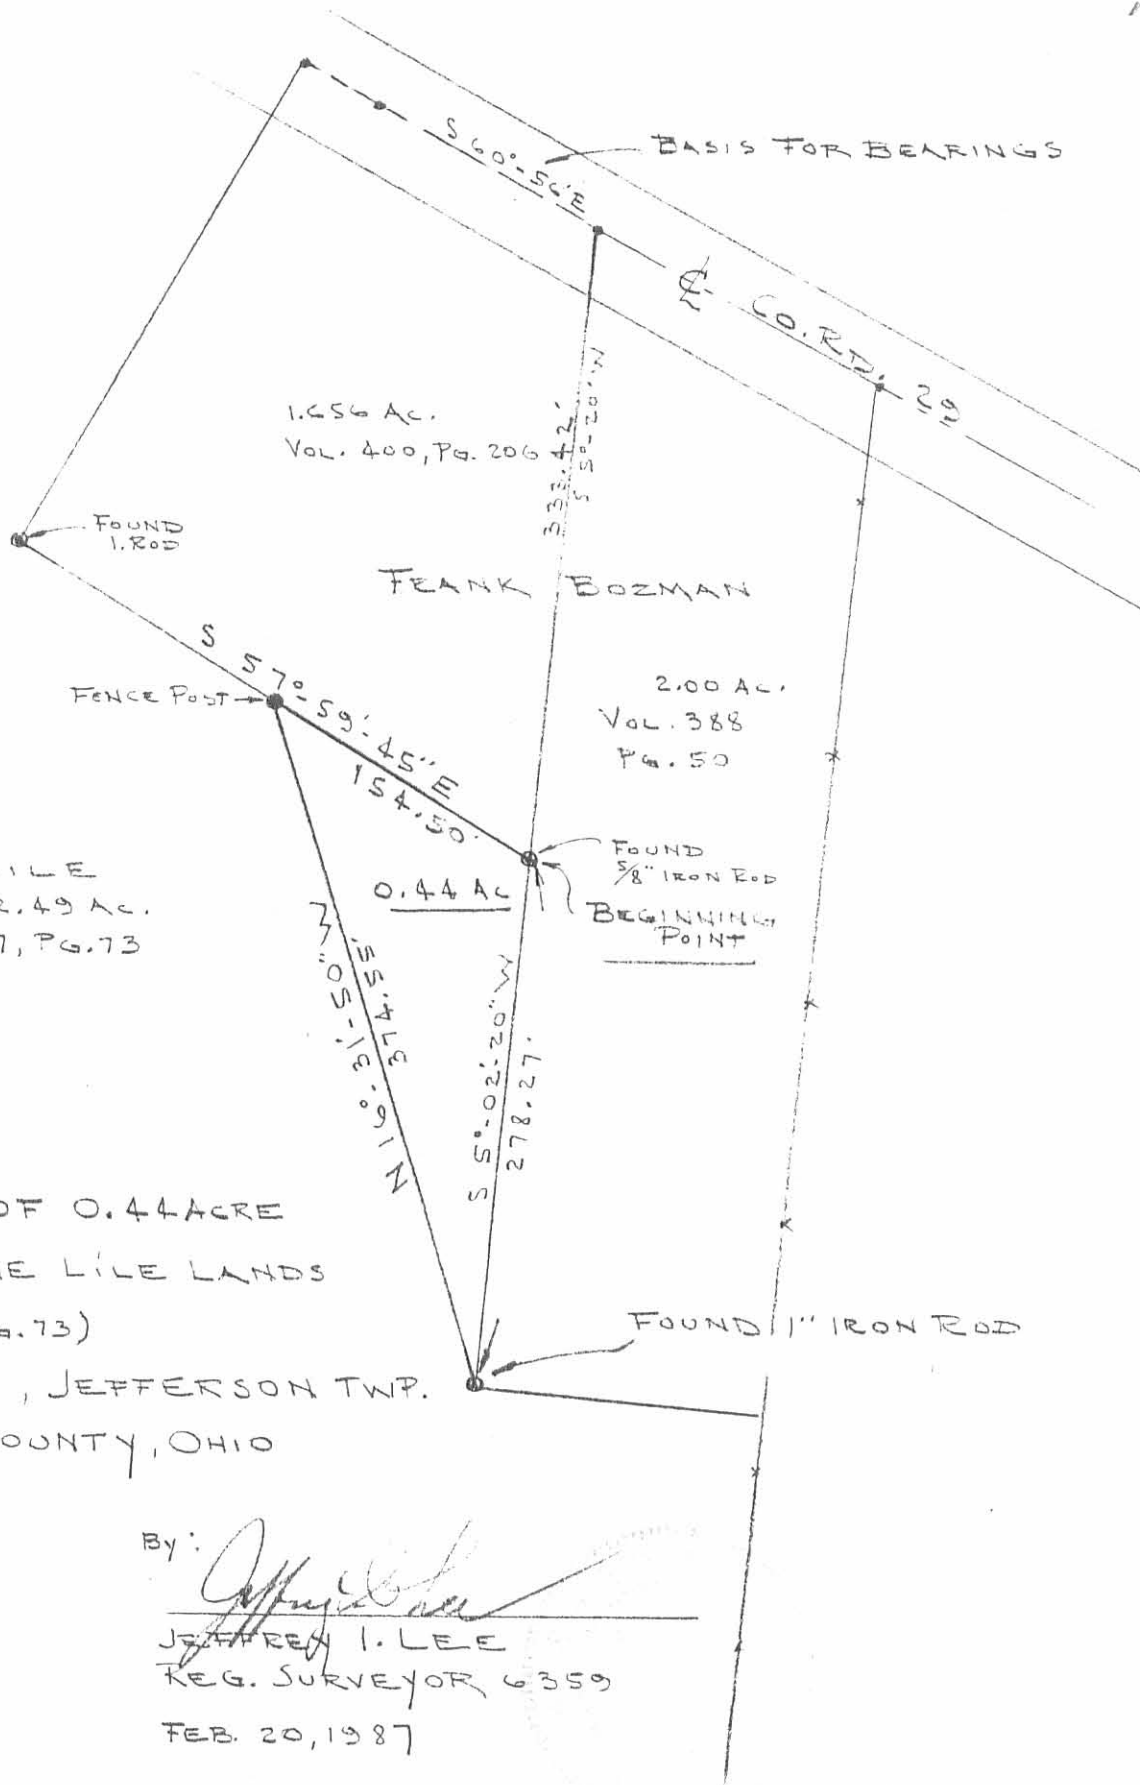 S 60°-56'E
BASIS FOR BEARINGS
℄ CO. RD. 29
1.656 AC.
VOL. 400, PG. 206
333.42'
S 5°-20' W
FOUND
I. ROD
FRANK BOZMAN
S 57°-59'-45" E
154.50'
FENCE POST
2.00 AC.
VOL. 388
PG. 50
FOUND
5/8" IRON ROD
BEGINNING
POINT
0.44 AC
ILE
2.49 AC.
7, PG. 73
N 16°-31'-50"
374.55'
S 5°-02'-20" W
278.27'
OF 0.44 ACRE
E LILE LANDS
G. 73)
FOUND 1" IRON ROD
, JEFFERSON TWP.
OUNTY, OHIO
By:
JEFFREY I. LEE
REG. SURVEYOR 6359
FEB. 20, 1987